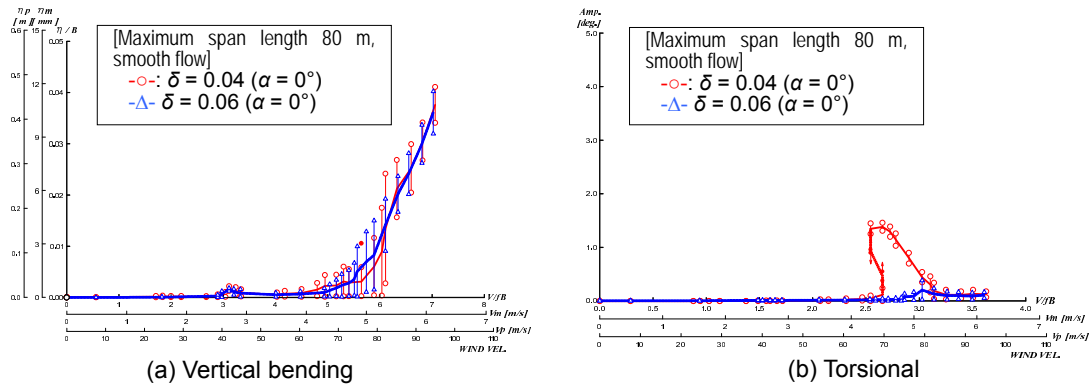 η p η m
[ m ][ mm ] η / B
0.6 15 0.05
0.5 0.04
12
0.4 0.03
9
0.3
6 0.02
0.2
3 0.01
0.1
0.0 0.0 0.00
[Maximum span length 80 m,
smooth flow]
-○-: δ = 0.04 (α = 0°)
-Δ- δ = 0.06 (α = 0°)
0 1 2 3 4 5 6 7 8
V/fB
0 1 2 3 4 5 6 7
Vm [m/s]
0 10 20 30 40 50 60 70 80 90 100 110
Vp [m/s]
WIND VEL.
(a) Vertical bending
Amp.
[deg.]
5.0
4.0
3.0
2.0
1.0
0.0
[Maximum span length 80 m,
smooth flow]
-○-: δ = 0.04 (α = 0°)
-Δ- δ = 0.06 (α = 0°)
0.0 0.5 1.0 1.5 2.0 2.5 3.0 3.5 4.0
V/fB
0 1 2 3 4 5 6 7
Vm [m/s]
0 10 20 30 40 50 60 70 80 90 100 110
Vp [m/s]
WIND VEL.
(b) Torsional